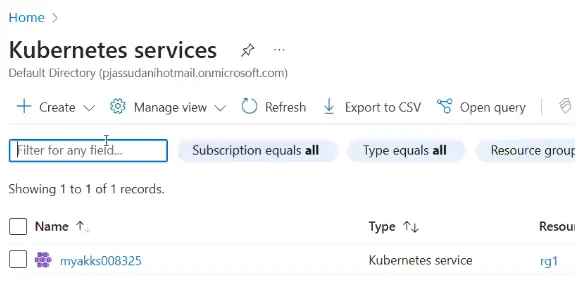 Home
Kubernetes services
Default Directory (pjassudanihotmail.onmicrosoft.com)
Create Manage view Refresh Export to CSV Open query
Filter for any field... Subscription equals all Type equals all Resource group
Showing 1 to 1 of 1 records.
Name Type Resou
myakks008325 Kubernetes service rg1